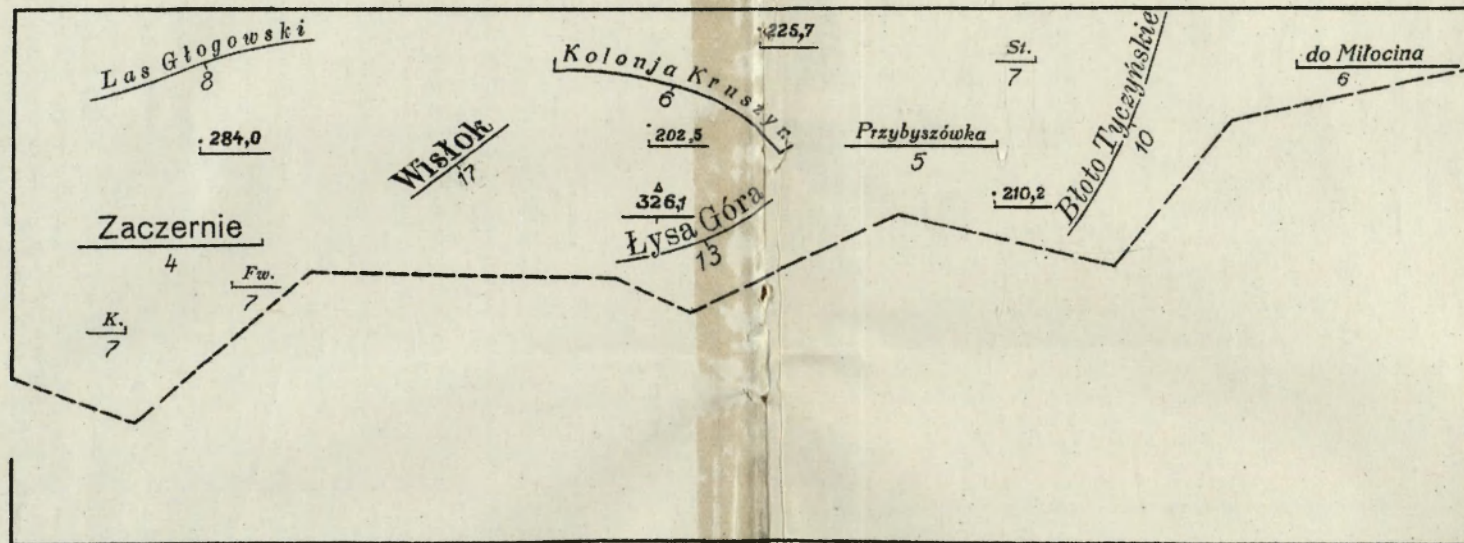 Las Głogowski
8
Kolonja Kruszyn.
6
225,7
St.
7
do Miłocina
6
284,0
Wisłok
17
202,5
Przybyszówka
5
Błoto Tyczyńskie
10
326,1
Łysa Góra
13
210,2
Zaczernie
4
Fw.
7
K.
7